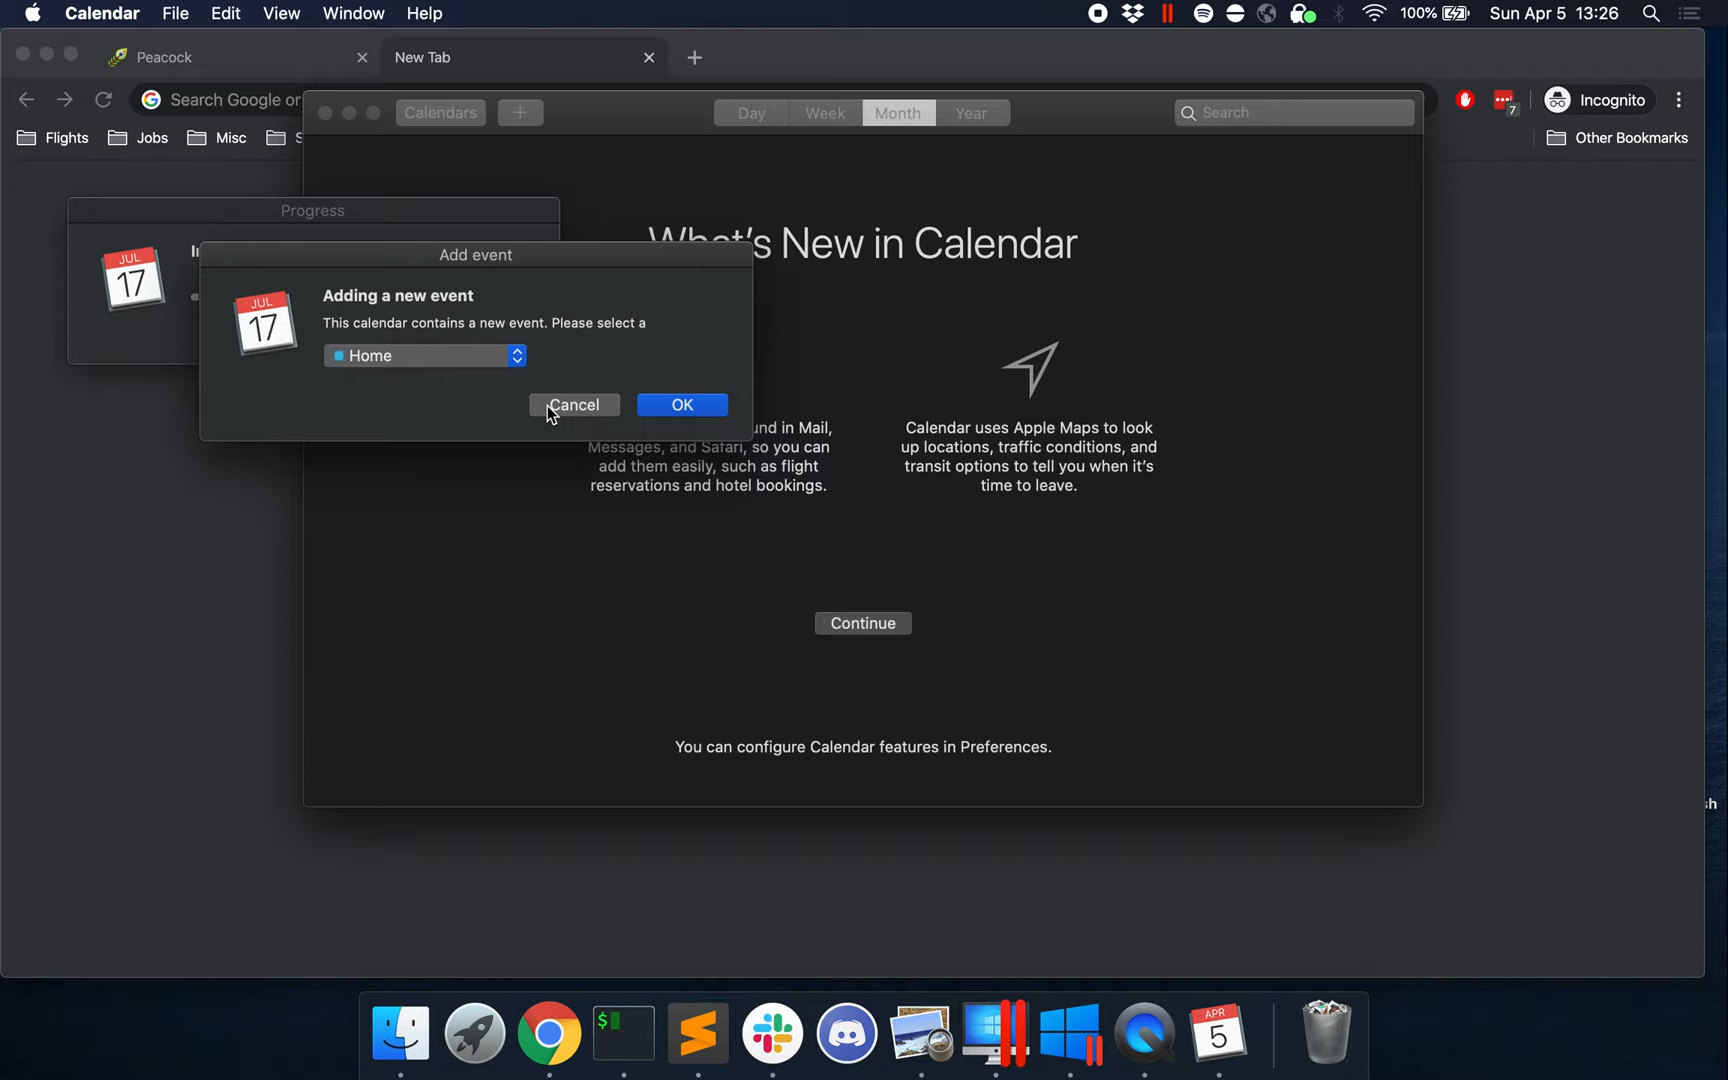 Calendar File Edit View Window Help 100% Sun Apr 5 13:26
Peacock New Tab
Search Google or Calendars Day Week Month Year Search 7 Incognito
Flights Jobs Misc Other Bookmarks
Progress
What's New in Calendar
Add event
JUL
17
JUL
17
Adding a new event
This calendar contains a new event. Please select a
Home
Cancel OK
und in Mail,
Messages, and Safari, so you can
add them easily, such as flight
reservations and hotel bookings.
Calendar uses Apple Maps to look
up locations, traffic conditions, and
transit options to tell you when it's
time to leave.
Continue
You can configure Calendar features in Preferences.
sh
$
APR
5